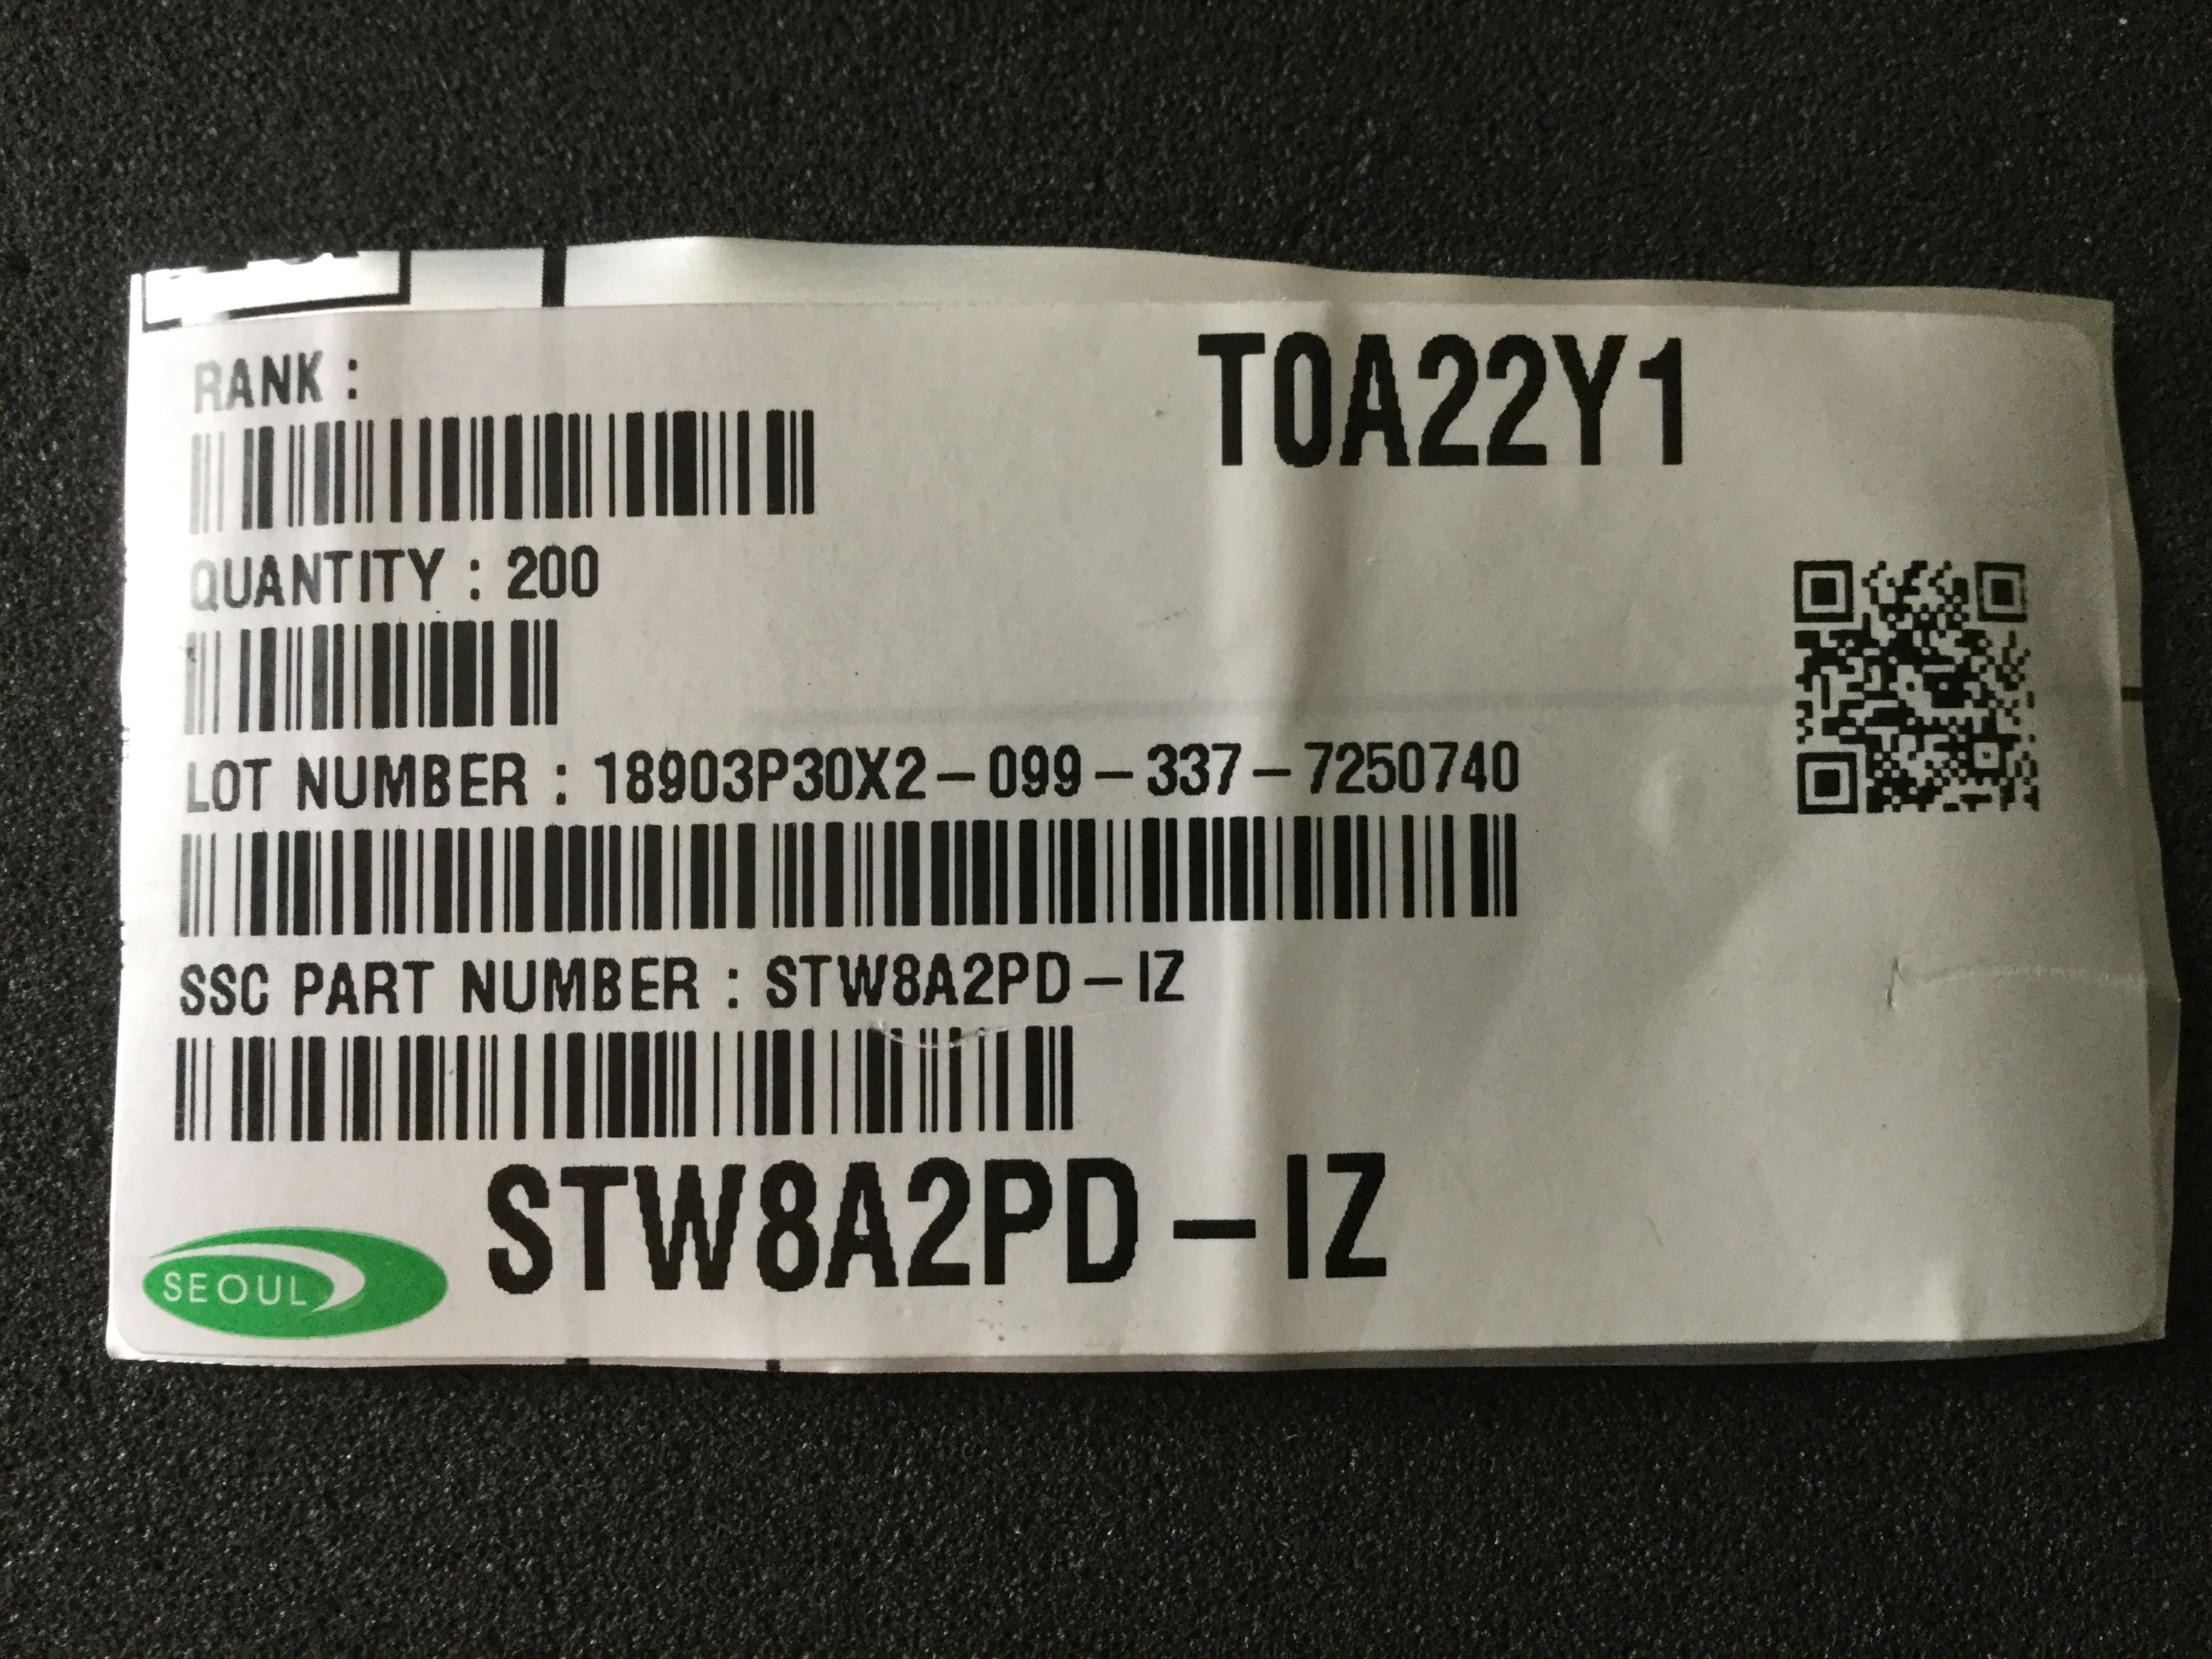 RANK :
T0A22Y1
QUANTITY : 200
LOT NUMBER : 18903P30X2-099-337-7250740
SSC PART NUMBER : STW8A2PD-IZ
STW8A2PD-IZ
SEOUL